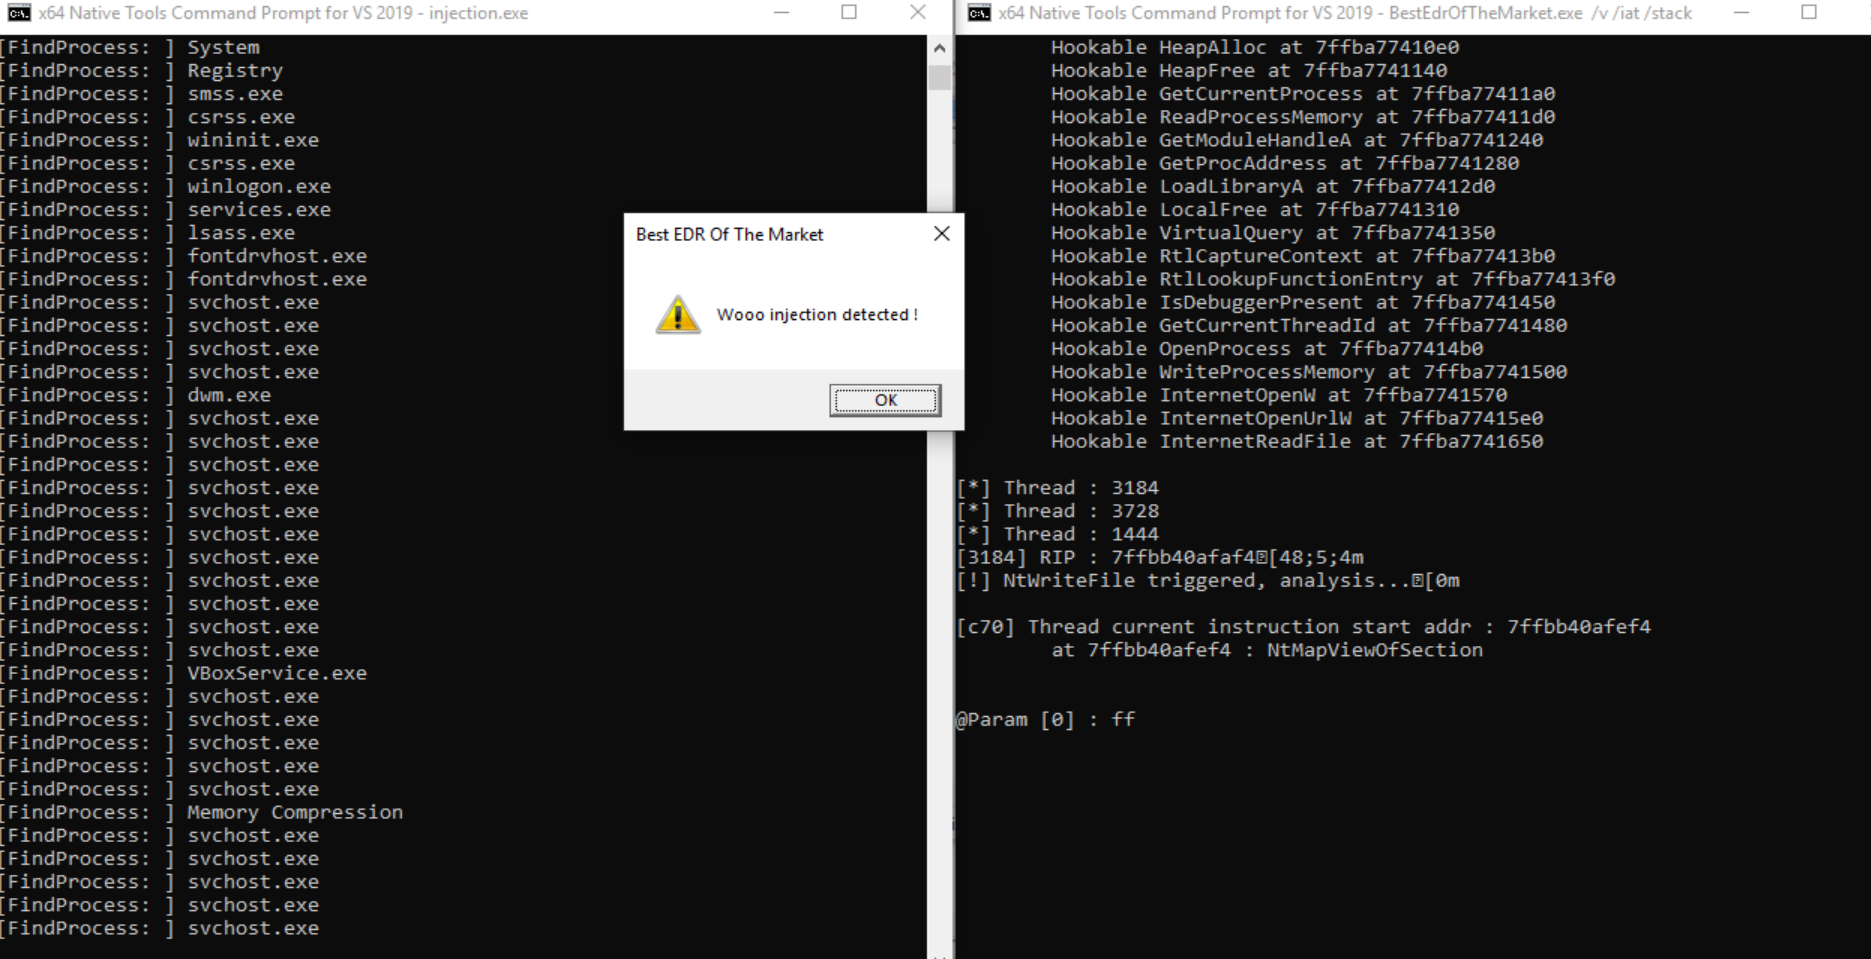 x64 Native Tools Command Prompt for VS 2019 - injection.exe
[FindProcess: ] System
[FindProcess: ] Registry
[FindProcess: ] smss.exe
[FindProcess: ] csrss.exe
[FindProcess: ] wininit.exe
[FindProcess: ] csrss.exe
[FindProcess: ] winlogon.exe
[FindProcess: ] services.exe
[FindProcess: ] lsass.exe
[FindProcess: ] fontdrvhost.exe
[FindProcess: ] fontdrvhost.exe
[FindProcess: ] svchost.exe
[FindProcess: ] svchost.exe
[FindProcess: ] svchost.exe
[FindProcess: ] svchost.exe
[FindProcess: ] dwm.exe
[FindProcess: ] svchost.exe
[FindProcess: ] svchost.exe
[FindProcess: ] svchost.exe
[FindProcess: ] svchost.exe
[FindProcess: ] svchost.exe
[FindProcess: ] svchost.exe
[FindProcess: ] svchost.exe
[FindProcess: ] svchost.exe
[FindProcess: ] svchost.exe
[FindProcess: ] svchost.exe
[FindProcess: ] svchost.exe
[FindProcess: ] VBoxService.exe
[FindProcess: ] svchost.exe
[FindProcess: ] svchost.exe
[FindProcess: ] svchost.exe
[FindProcess: ] svchost.exe
[FindProcess: ] svchost.exe
[FindProcess: ] Memory Compression
[FindProcess: ] svchost.exe
[FindProcess: ] svchost.exe
[FindProcess: ] svchost.exe
[FindProcess: ] svchost.exe
[FindProcess: ] svchost.exe
Best EDR Of The Market
Wooo injection detected !
OK
x64 Native Tools Command Prompt for VS 2019 - BestEdrOfTheMarket.exe /v /iat /stack
Hookable HeapAlloc at 7ffba77410e0
Hookable HeapFree at 7ffba7741140
Hookable GetCurrentProcess at 7ffba77411a0
Hookable ReadProcessMemory at 7ffba77411d0
Hookable GetModuleHandleA at 7ffba7741240
Hookable GetProcAddress at 7ffba7741280
Hookable LoadLibraryA at 7ffba77412d0
Hookable LocalFree at 7ffba7741310
Hookable VirtualQuery at 7ffba7741350
Hookable RtlCaptureContext at 7ffba77413b0
Hookable RtlLookupFunctionEntry at 7ffba77413f0
Hookable IsDebuggerPresent at 7ffba7741450
Hookable GetCurrentThreadId at 7ffba7741480
Hookable OpenProcess at 7ffba77414b0
Hookable WriteProcessMemory at 7ffba7741500
Hookable InternetOpenW at 7ffba7741570
Hookable InternetOpenUrlW at 7ffba77415e0
Hookable InternetReadFile at 7ffba7741650
[*] Thread : 3184
[*] Thread : 3728
[*] Thread : 1444
[3184] RIP : 7ffbb40afaf4⍰[48;5;4m
[!] NtWriteFile triggered, analysis...⍰[0m
[c70] Thread current instruction start addr : 7ffbb40afef4
at 7ffbb40afef4 : NtMapViewOfSection
@Param [0] : ff